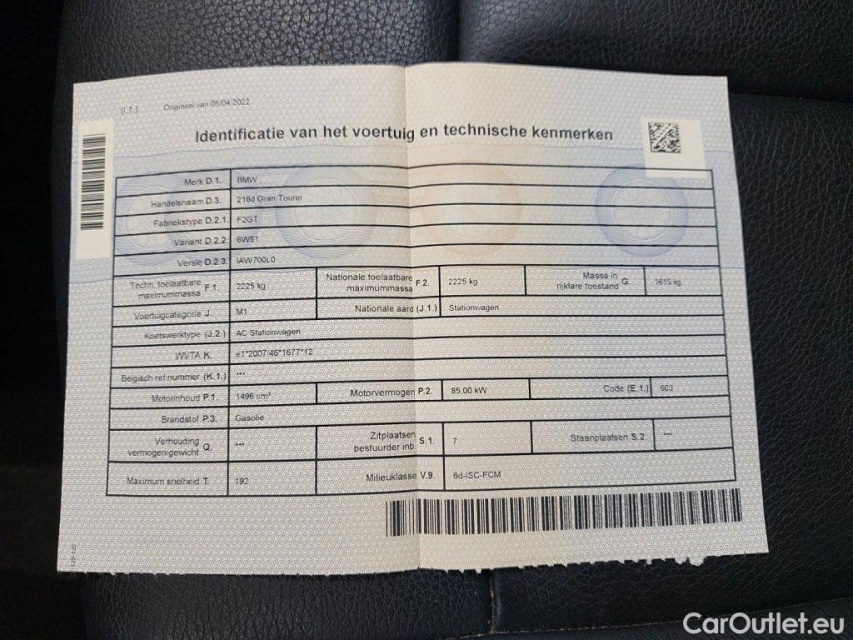 (I.1.) Origineel van 05/04/2022
Identificatie van het voertuig en technische kenmerken
Merk D.1. BMW
Handelsnaam D.3. 216d Gran Tourer
Fabriekstype D.2.1. F2GT
Variant D.2.2. 6W51
Versie D.2.3. IAW700L0
Techn. toelaatbare maximummassa F.1. 2225 kg Nationale toelaatbare maximummassa F.2. 2225 kg Massa in rijklare toestand G. 1615 kg
Voertuigcategorie J. M1 Nationale aard (J.1.) Stationwagen
Koetswerktype (J.2.) AC Stationwagen
WVTA K. e1*2007/46*1677*12
Belgisch ref.nummer (K.1.) ***
Motorinhoud P.1. 1496 cm³ Motorvermogen P.2. 85.00 kW Code (E.1.) 603
Brandstof P.3. Gasolie
Verhouding vermogen/gewicht Q. *** Zitplaatsen bestuurder inb. S.1. 7 Staanplaatsen S.2. ***
Maximum snelheid T. 192 Milieuklasse V.9. 6d-ISC-FCM
CarOutlet.eu